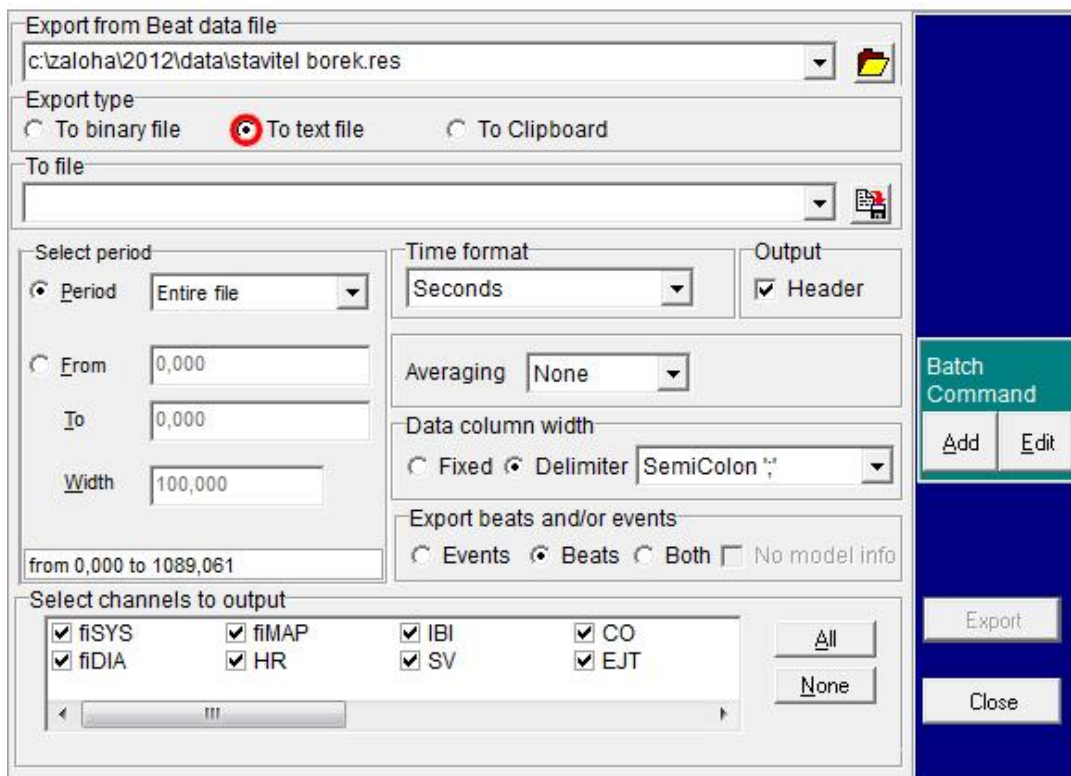 Export from Beat data file
c:\zaloha\2012\data\stavitel borek.res
Export type
To binary file To text file To Clipboard
To file
Select period
Period Entire file
From 0,000
To 0,000
Width 100,000
from 0,000 to 1089,061
Time format
Seconds
Output
Header
Averaging None
Data column width
Fixed Delimiter SemiColon ';'
Export beats and/or events
Events Beats Both No model info
Select channels to output
fiSYS fiMAP IBI CO
fiDIA HR SV EJT
All
None
Batch
Command
Add Edit
Export
Close